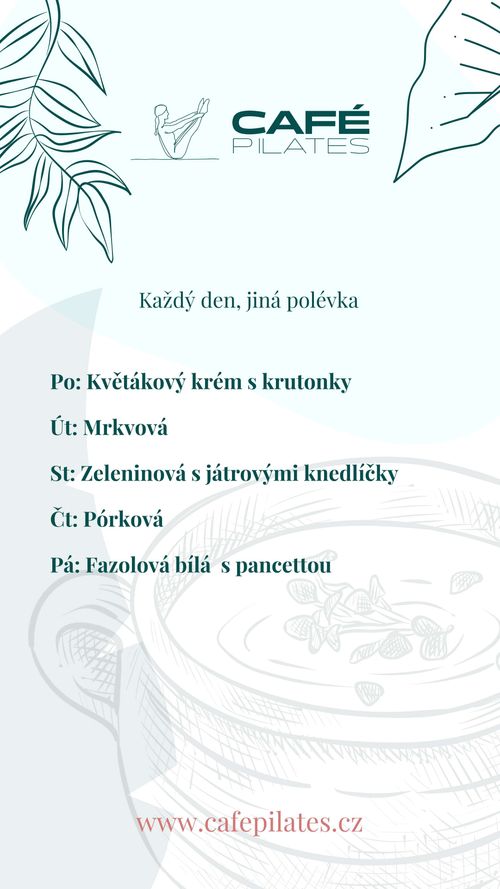 CAFÉ
PILATES
Každý den, jiná polévka
Po: Květákový krém s krutonky
Út: Mrkvová
St: Zeleninová s játrovými knedlíčky
Čt: Pórková
Pá: Fazolová bílá  s pancettou
www.cafepilates.cz